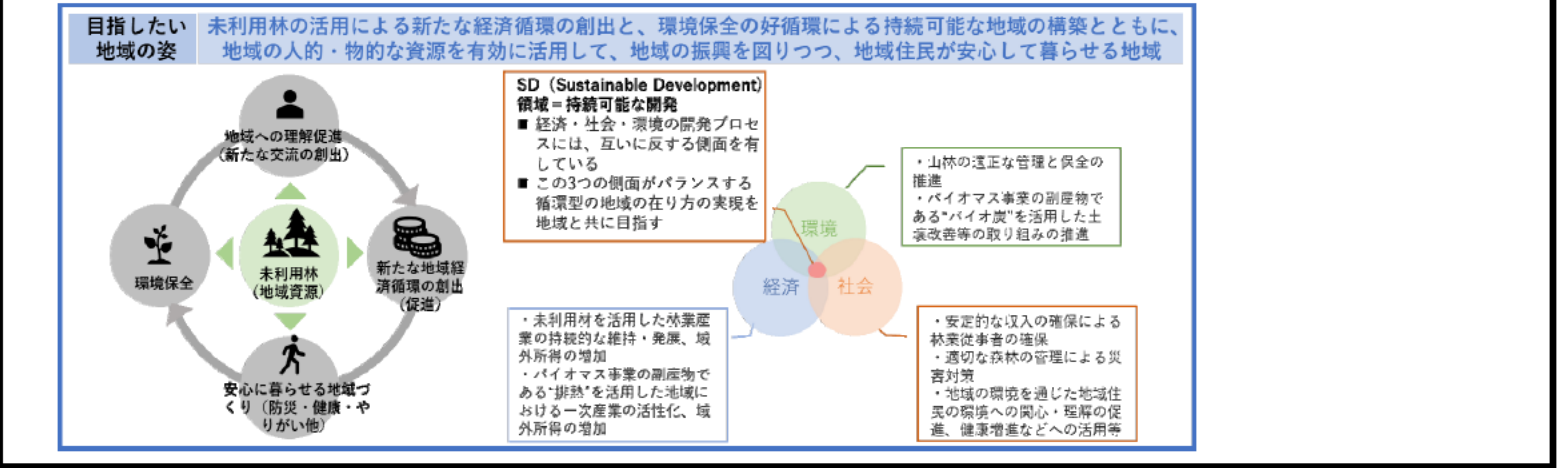 目指したい
地域の姿
未利用林の活用による新たな経済循環の創出と、環境保全の好循環による持続可能な地域の構築とともに、
地域の人的・物的な資源を有効に活用して、地域の振興を図りつつ、地域住民が安心して暮らせる地域
地域への理解促進
(新たな交流の創出)
環境保全
未利用林
(地域資源)
新たな地域経
済循環の創出
(促進)
安心に暮らせる地域づ
くり(防災・健康・や
りがい他)
SD(Sustainable Development)
領域=持続可能な開発
■ 経済・社会・環境の開発プロセ
スには、互いに反する側面を有
している
■ この3つの側面がバランスする
循環型の地域の在り方の実現を
地域と共に目指す
環境
経済
社会
・山林の適正な管理と保全の
推進
・バイオマス事業の副産物で
ある“バイオ炭”を活用した土
壌改善等の取り組みの推進
・未利用材を活用した林業産
業の持続的な維持・発展、域
外所得の増加
・バイオマス事業の副産物で
ある“排熱”を活用した地域に
おける一次産業の活性化、域
外所得の増加
・安定的な収入の確保による
林業従事者の確保
・適切な森林の管理による災
害対策
・地域の環境を通じた地域住
民の環境への関心・理解の促
進、健康増進などへの活用等